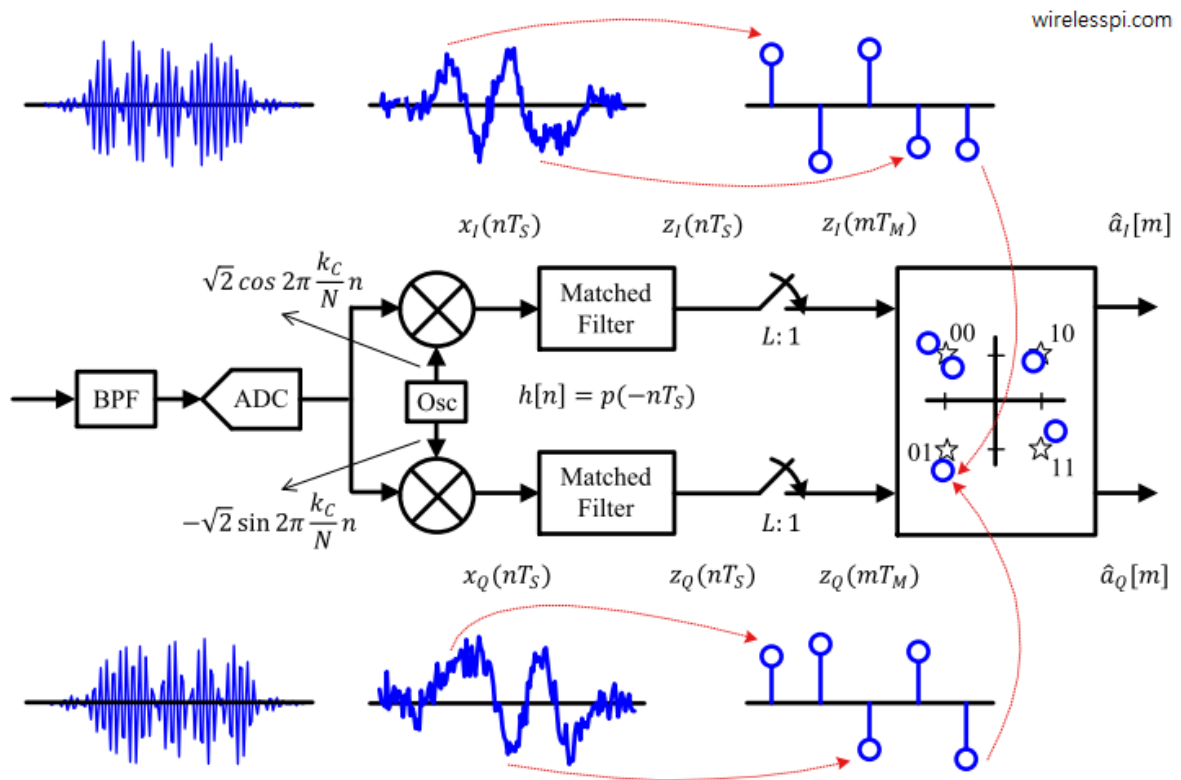 wirelesspi.com
x_I(nT_S) z_I(nT_S) z_I(mT_M) â_I[m]
√2 cos 2π k_C/N n
Matched
Filter
L: 1
00 10
BPF ADC Osc h[n] = p(−nT_S)
01 11
−√2 sin 2π k_C/N n
Matched
Filter
L: 1
x_Q(nT_S) z_Q(nT_S) z_Q(mT_M) â_Q[m]